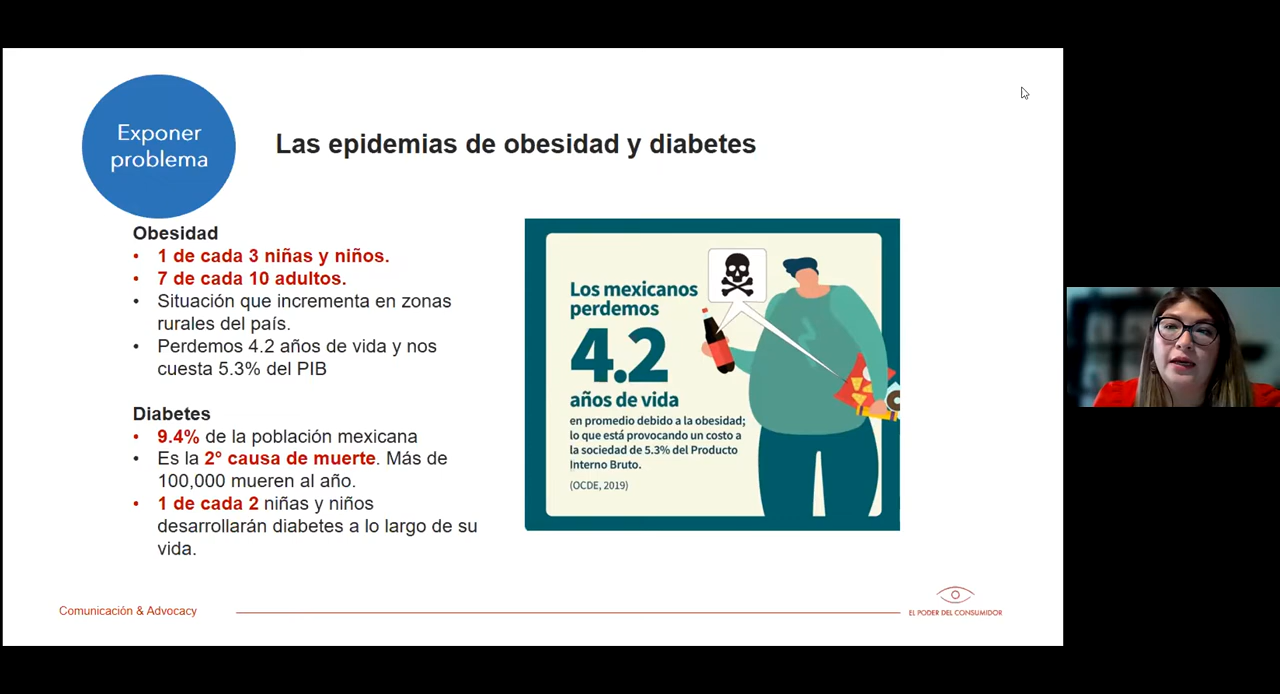 Exponer
problema
Las epidemias de obesidad y diabetes
Obesidad
• 1 de cada 3 niñas y niños.
• 7 de cada 10 adultos.
• Situación que incrementa en zonas
rurales del país.
• Perdemos 4.2 años de vida y nos
cuesta 5.3% del PIB
Diabetes
• 9.4% de la población mexicana
• Es la 2° causa de muerte. Más de
100,000 mueren al año.
• 1 de cada 2 niñas y niños
desarrollarán diabetes a lo largo de su
vida.
Los mexicanos
perdemos
4.2
años de vida
en promedio debido a la obesidad;
lo que está provocando un costo a
la sociedad de 5.3% del Producto
Interno Bruto.
(OCDE, 2019)
Comunicación & Advocacy
EL PODER DEL CONSUMIDOR